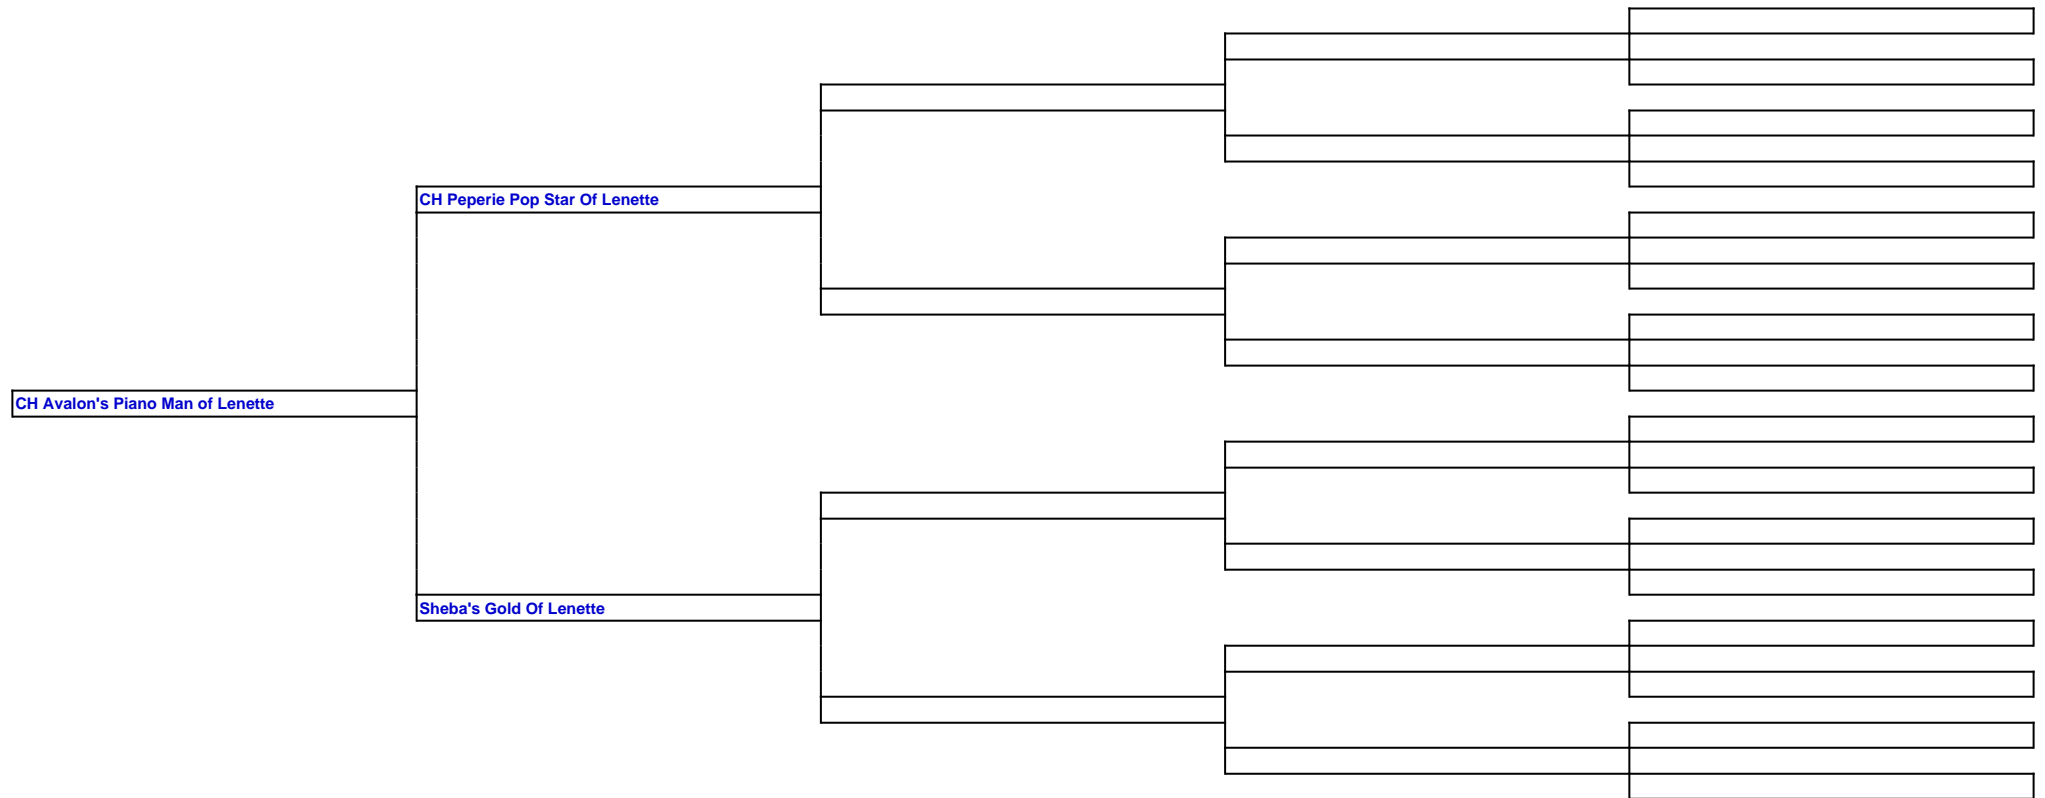 CH Peperie Pop Star Of Lenette
CH Avalon's Piano Man of Lenette
Sheba's Gold Of Lenette